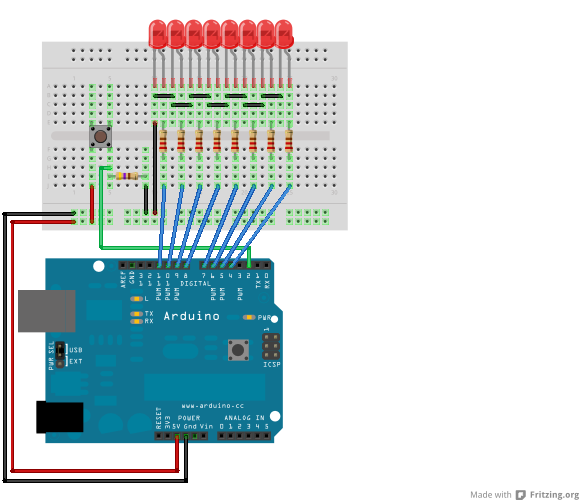 AREF
GND
13
12
11
10
9
8
7
6
5
4
3
2
1
0
PWM
PWM
PWM
PWM
PWM
PWM
TX
RX
DIGITAL
L
TX
RX
Arduino
PWR
1
PWR SEL
USB
EXT
ICSP
www-arduino-cc
RESET
3V3
POWER
5V Gnd Vin
ANALOG IN
0 1 2 3 4 5
Made with Fritzing.org